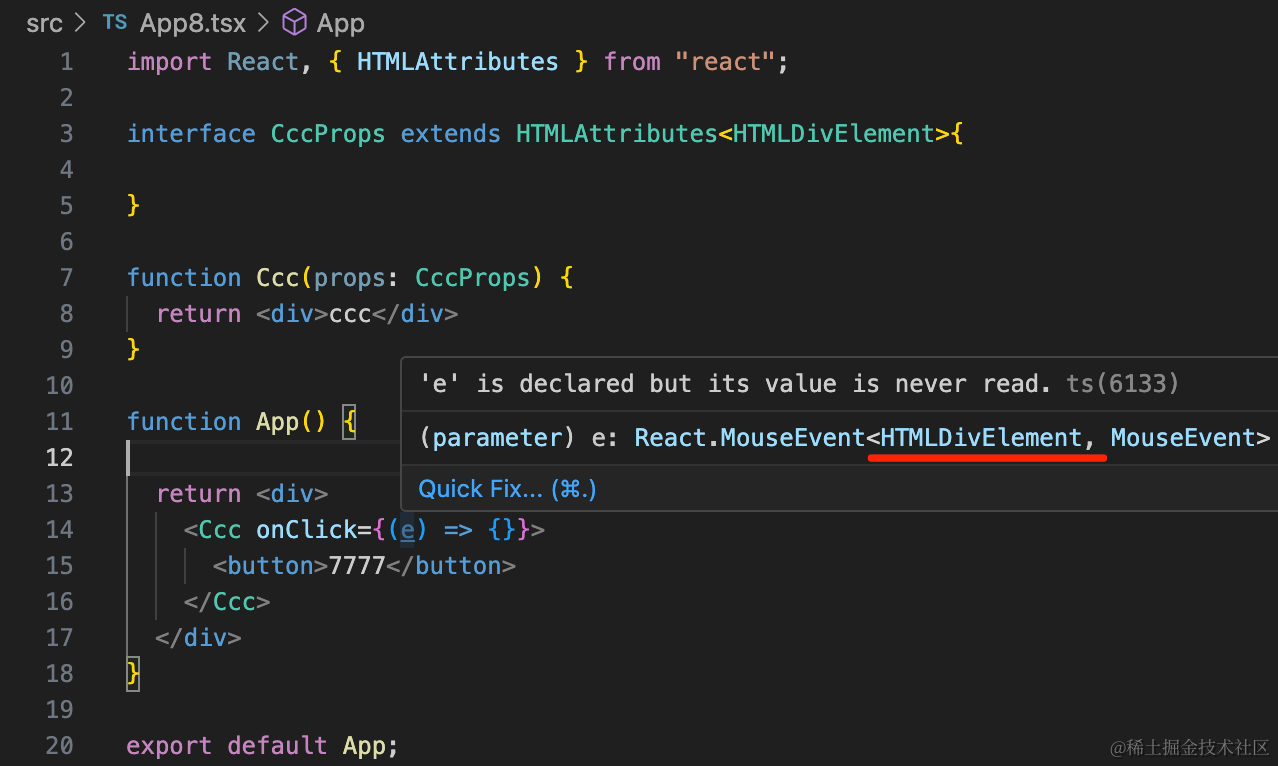 src > TS App8.tsx > App
1 import React, { HTMLAttributes } from "react";
2
3 interface CccProps extends HTMLAttributes<HTMLDivElement>{
4
5 }
6
7 function Ccc(props: CccProps) {
8   return <div>ccc</div>
9 }
10
'e' is declared but its value is never read. ts(6133)
11 function App() {
(parameter) e: React.MouseEvent<HTMLDivElement, MouseEvent>
12
Quick Fix... (⌘.)
13   return <div>
14     <Ccc onClick={(e) => {}}>
15       <button>7777</button>
16     </Ccc>
17   </div>
18 }
19
20 export default App;
@稀土掘金技术社区